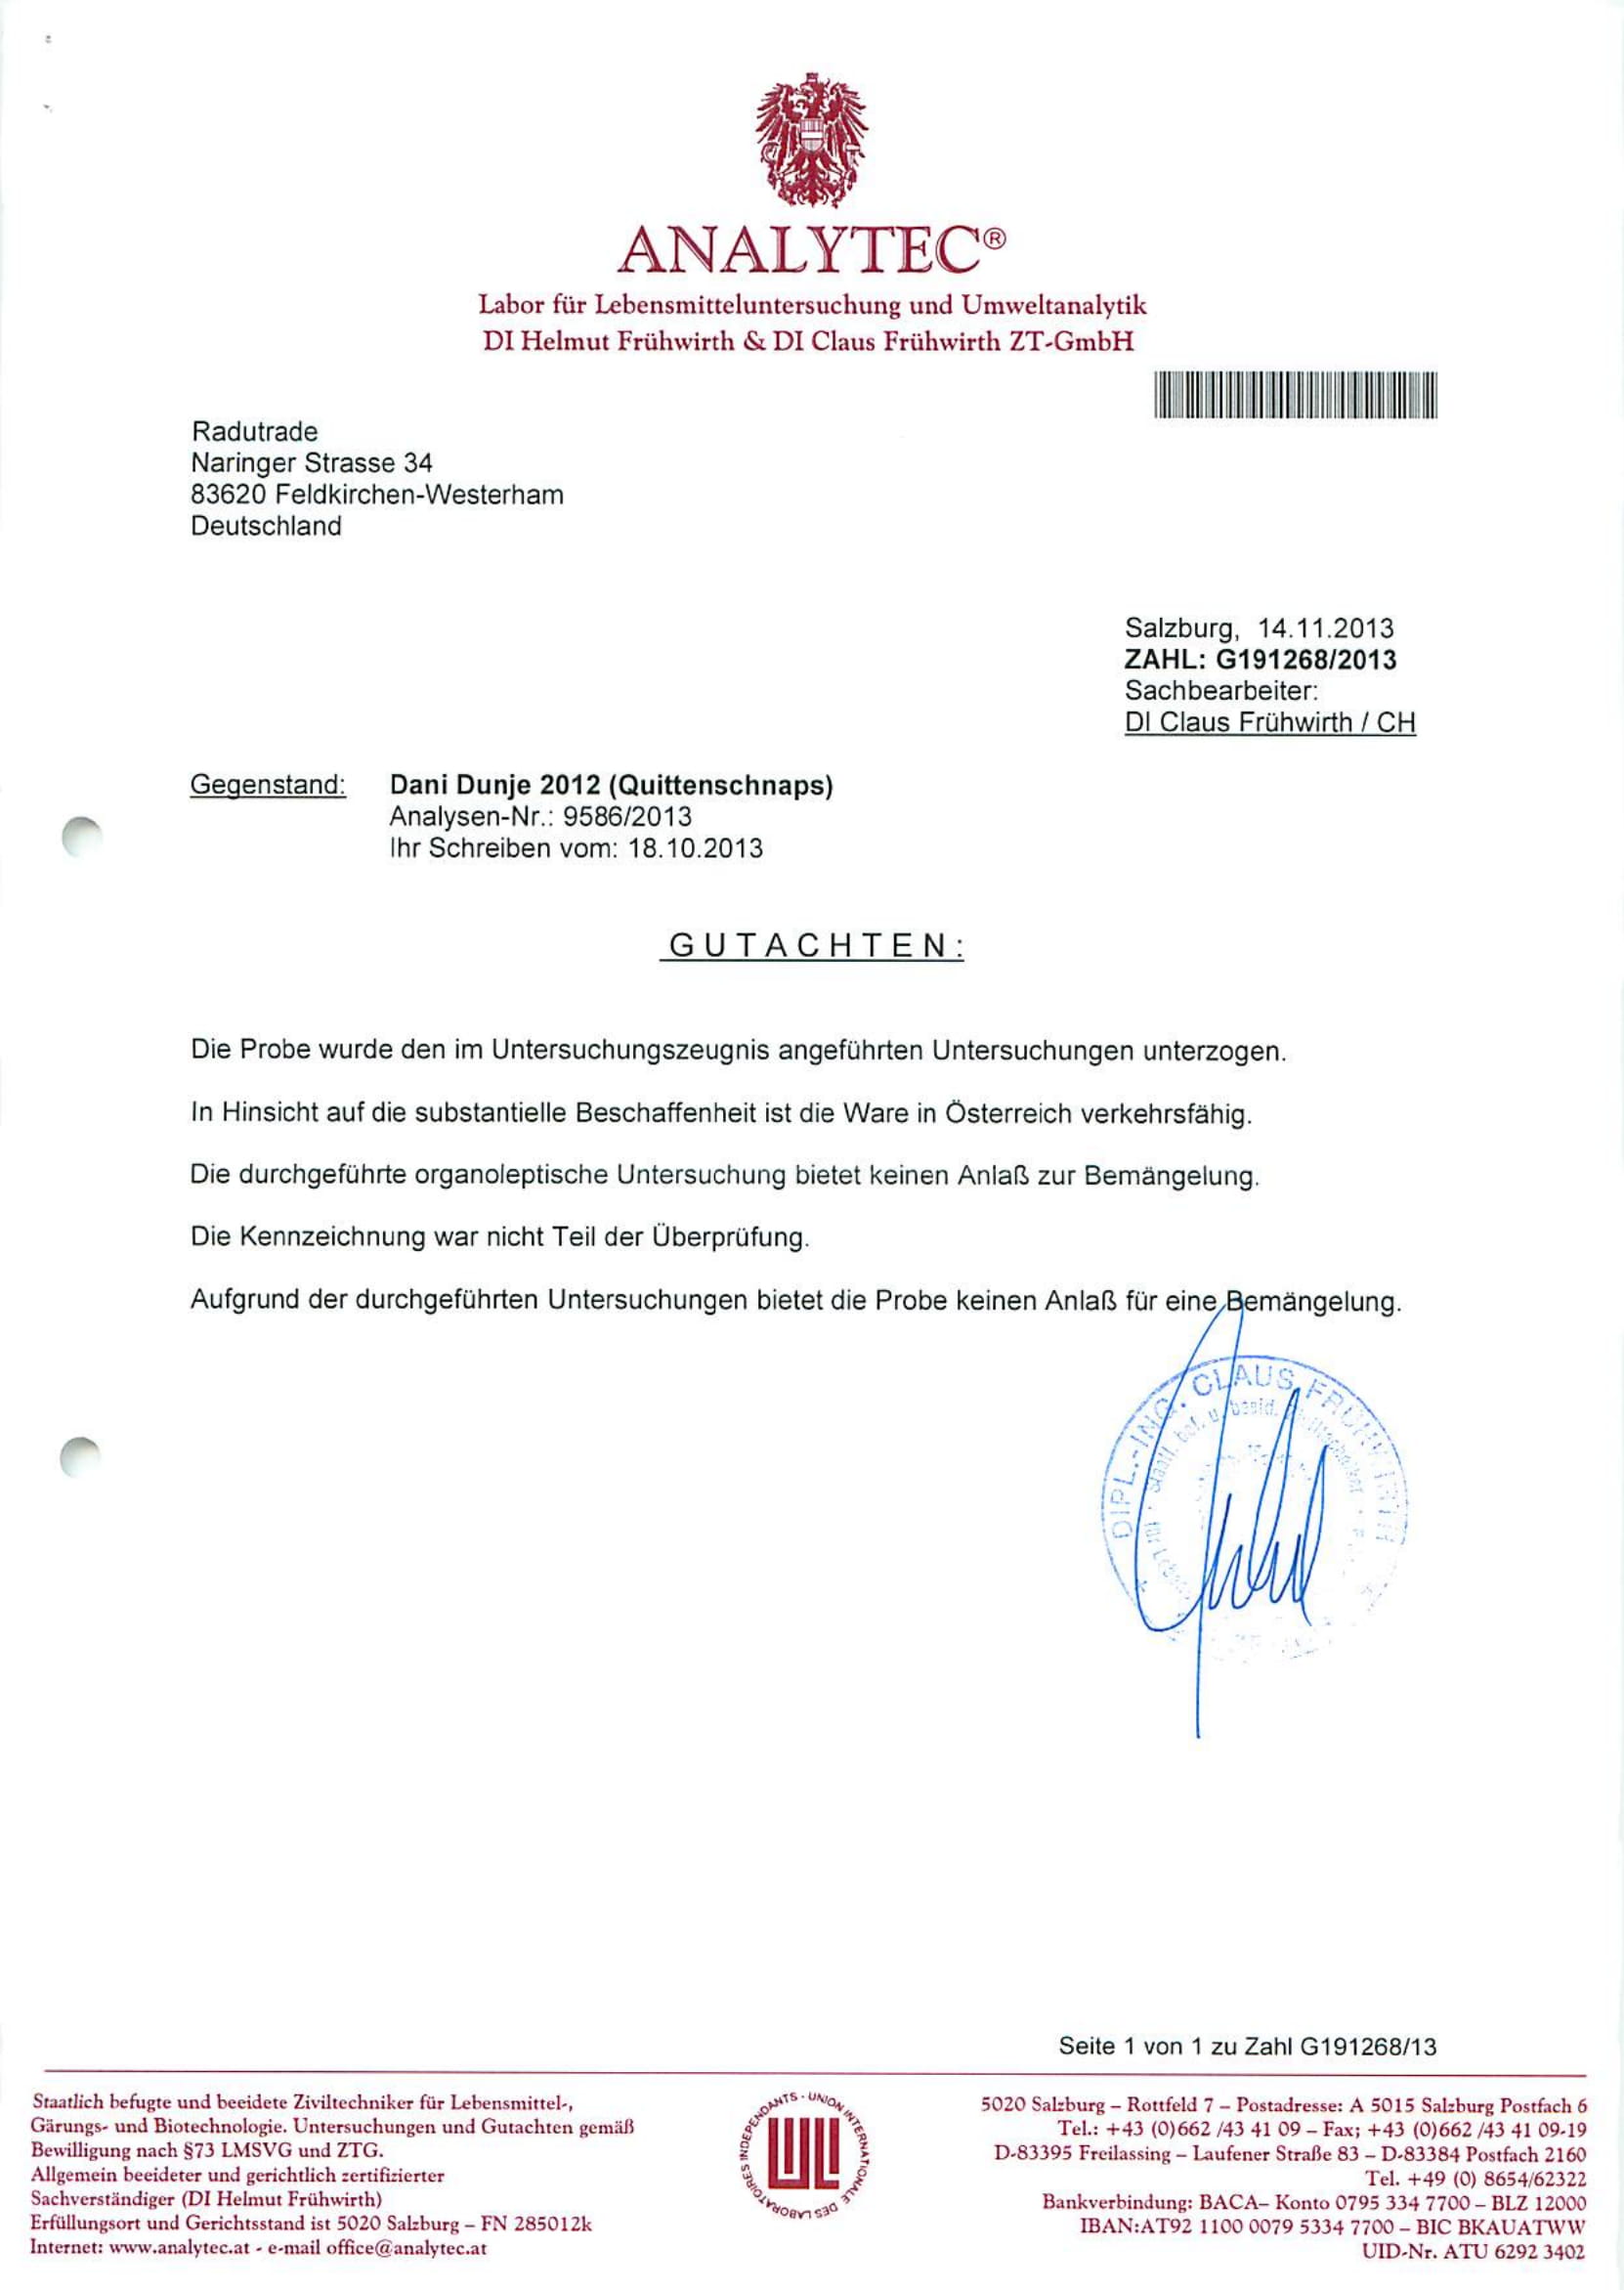 ANALYTEC®
Labor für Lebensmitteluntersuchung und Umweltanalytik
DI Helmut Frühwirth & DI Claus Frühwirth ZT-GmbH
Radutrade
Naringer Strasse 34
83620 Feldkirchen-Westerham
Deutschland
Salzburg, 14.11.2013
ZAHL: G191268/2013
Sachbearbeiter:
DI Claus Frühwirth / CH
Gegenstand: Dani Dunje 2012 (Quittenschnaps)
Analysen-Nr.: 9586/2013
Ihr Schreiben vom: 18.10.2013
GUTACHTEN:
Die Probe wurde den im Untersuchungszeugnis angeführten Untersuchungen unterzogen.
In Hinsicht auf die substantielle Beschaffenheit ist die Ware in Österreich verkehrsfähig.
Die durchgeführte organoleptische Untersuchung bietet keinen Anlaß zur Bemängelung.
Die Kennzeichnung war nicht Teil der Überprüfung.
Aufgrund der durchgeführten Untersuchungen bietet die Probe keinen Anlaß für eine Bemängelung.
DIPL.-ING. CLAUS FRÜHWIRTH
Seite 1 von 1 zu Zahl G191268/13
Staatlich befugte und beeidete Ziviltechniker für Lebensmittel-,
Gärungs- und Biotechnologie. Untersuchungen und Gutachten gemäß
Bewilligung nach §73 LMSVG und ZTG.
Allgemein beeideter und gerichtlich zertifizierter
Sachverständiger (DI Helmut Frühwirth)
Erfüllungsort und Gerichtsstand ist 5020 Salzburg – FN 285012k
Internet: www.analytec.at - e-mail office@analytec.at
UNION INTERNATIONALE DES LABORATOIRES INDEPENDANTS
UIL
5020 Salzburg – Rottfeld 7 – Postadresse: A 5015 Salzburg Postfach 6
Tel.: +43 (0)662 /43 41 09 – Fax; +43 (0)662 /43 41 09-19
D-83395 Freilassing – Laufener Straße 83 – D-83384 Postfach 2160
Tel. +49 (0) 8654/62322
Bankverbindung: BACA– Konto 0795 334 7700 – BLZ 12000
IBAN:AT92 1100 0079 5334 7700 – BIC BKAUATWW
UID-Nr. ATU 6292 3402